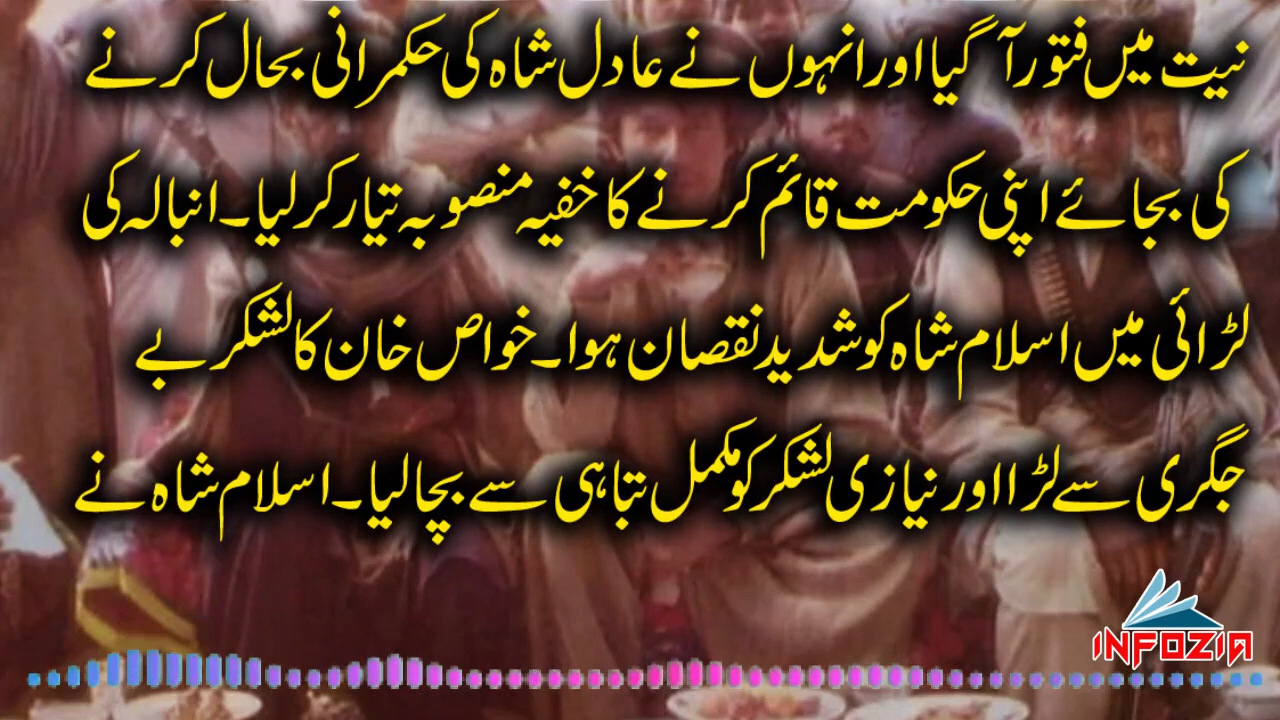 نیت میں فتور آ گیا اور انہوں نے عادل شاہ کی حکمرانی بحال کرنے
کی بجائے اپنی حکومت قائم کرنے کا خفیہ منصوبہ تیار کر لیا۔ انبالہ کی
لڑائی میں اسلام شاہ کو شدید نقصان ہوا۔ خواص خان کا لشکر بے
جگری سے لڑا اور نیازی لشکر کو مکمل تباہی سے بچا لیا۔ اسلام شاہ نے
INFOZIA